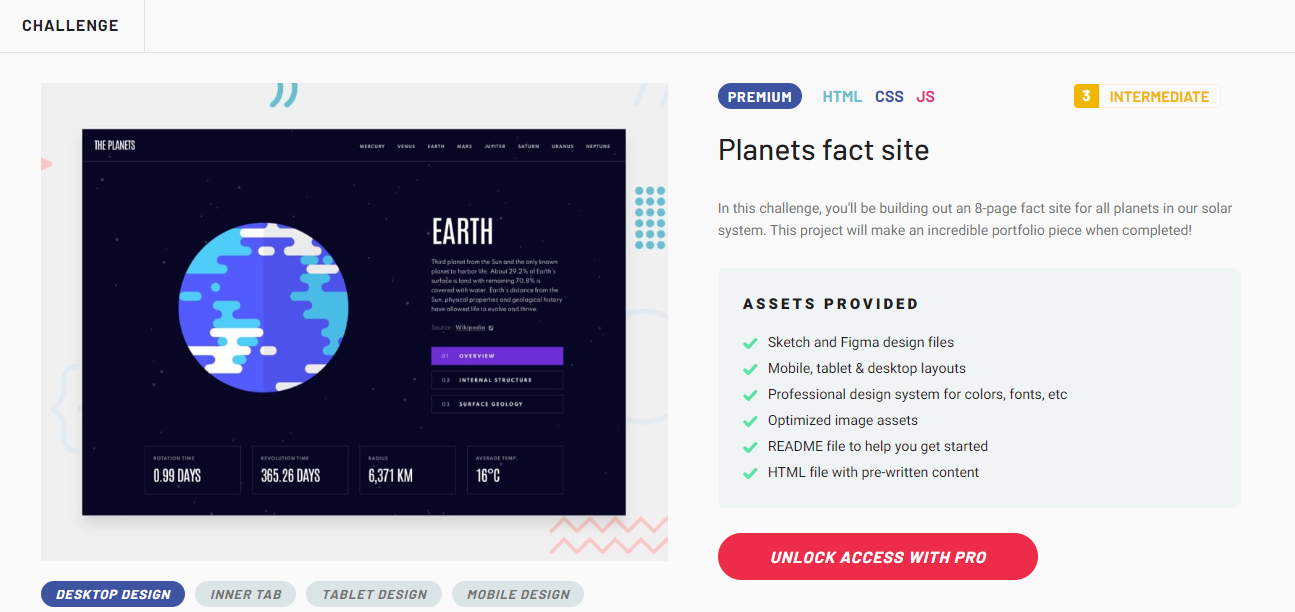 CHALLENGE
THE PLANETS
MERCURY VENUS EARTH MARS JUPITER SATURN URANUS NEPTUNE
EARTH
Third planet from the Sun and the only known
planet to harbor life. About 29.2% of Earth's
surface is land with remaining 70.8% is
covered with water. Earth's distance from the
Sun, physical properties and geological history
have allowed life to evolve and thrive.
Source : Wikipedia
01 OVERVIEW
02 INTERNAL STRUCTURE
03 SURFACE GEOLOGY
ROTATION TIME
0.99 DAYS
REVOLUTION TIME
365.26 DAYS
RADIUS
6,371 KM
AVERAGE TEMP.
16°C
DESKTOP DESIGN
INNER TAB
TABLET DESIGN
MOBILE DESIGN
PREMIUM HTML CSS JS
3 INTERMEDIATE
Planets fact site
In this challenge, you'll be building out an 8-page fact site for all planets in our solar
system. This project will make an incredible portfolio piece when completed!
ASSETS PROVIDED
Sketch and Figma design files
Mobile, tablet & desktop layouts
Professional design system for colors, fonts, etc
Optimized image assets
README file to help you get started
HTML file with pre-written content
UNLOCK ACCESS WITH PRO